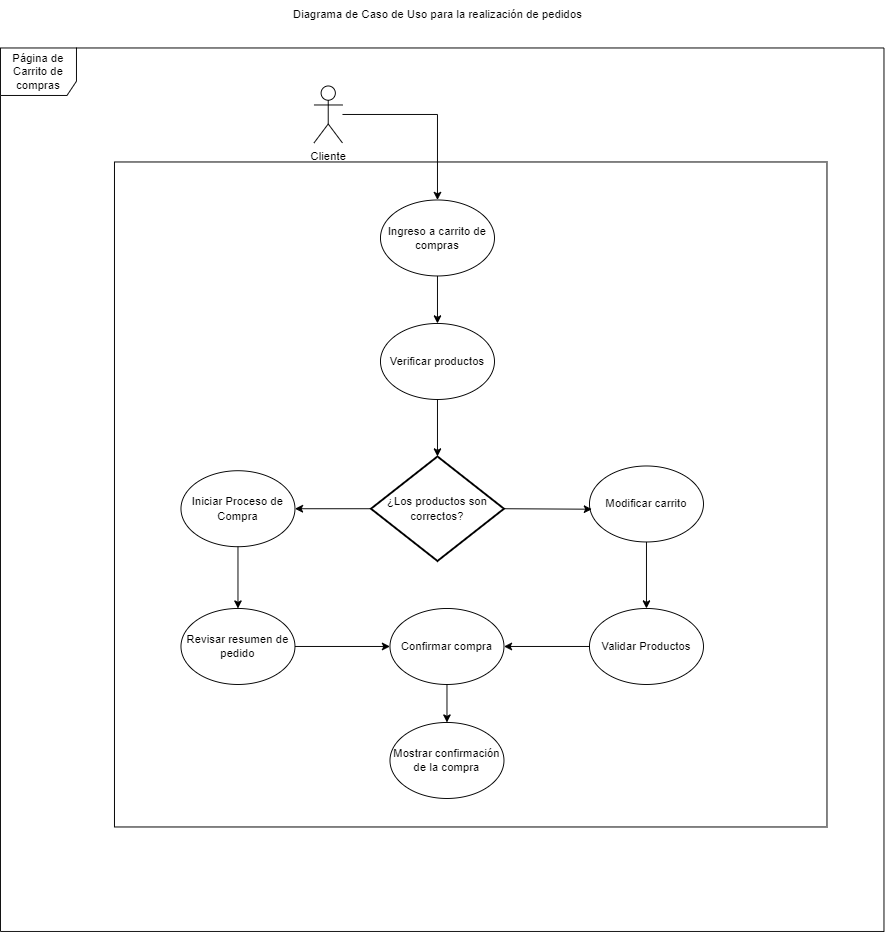 Diagrama de Caso de Uso para la realización de pedidos
Página de
Carrito de
compras
Cliente
Ingreso a carrito de
compras
Verificar productos
¿Los productos son
correctos?
Iniciar Proceso de
Compra
Modificar carrito
Revisar resumen de
pedido
Confirmar compra
Validar Productos
Mostrar confirmación
de la compra